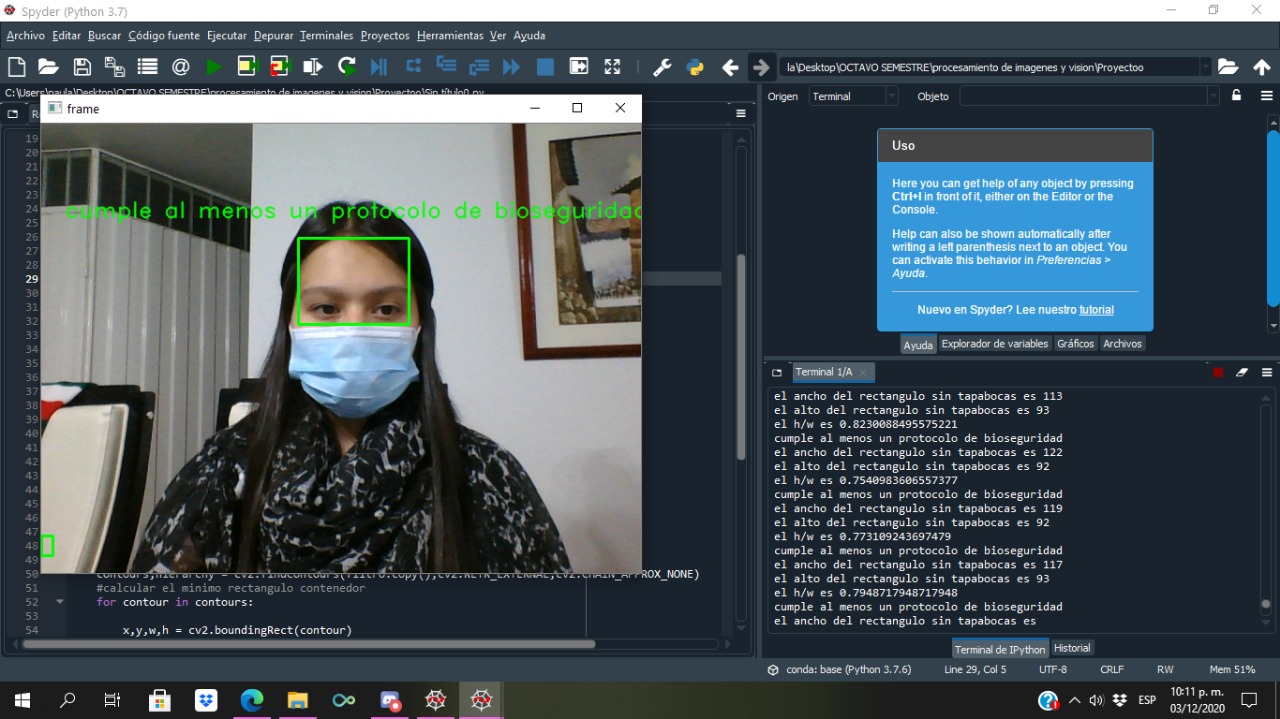 Spyder (Python 3.7)
Archivo Editar Buscar Código fuente Ejecutar Depurar Terminales Proyectos Herramientas Ver Ayuda
la\Desktop\OCTAVO SEMESTRE\procesamiento de imagenes y vision\Proyectoo
C:\Users\paula\Desktop\OCTAVO SEMESTRE\procesamiento de imagenes y vision\Proyectoo\Sin título0.py
frame
cumple al menos un protocolo de bioseguridad
19
20
21
22
23
24
25
26
27
28
29
30
31
32
33
34
35
36
37
38
39
40
41
42
43
44
45
46
47
48
49
50 contours,hierarchy = cv2.findContours(filtro.copy(),cv2.RETR_EXTERNAL,cv2.CHAIN_APPROX_NONE)
51 #calcular el minimo rectangulo contenedor
52 for contour in contours:
53
54 x,y,w,h = cv2.boundingRect(contour)
Origen Terminal Objeto
Uso
Here you can get help of any object by pressing
Ctrl+I in front of it, either on the Editor or the
Console.
Help can also be shown automatically after
writing a left parenthesis next to an object. You
can activate this behavior in Preferencias >
Ayuda.
Nuevo en Spyder? Lee nuestro tutorial
Ayuda Explorador de variables Gráficos Archivos
Terminal 1/A
el ancho del rectangulo sin tapabocas es 113
el alto del rectangulo sin tapabocas es 93
el h/w es 0.8230088495575221
cumple al menos un protocolo de bioseguridad
el ancho del rectangulo sin tapabocas es 122
el alto del rectangulo sin tapabocas es 92
el h/w es 0.7540983606557377
cumple al menos un protocolo de bioseguridad
el ancho del rectangulo sin tapabocas es 119
el alto del rectangulo sin tapabocas es 92
el h/w es 0.773109243697479
cumple al menos un protocolo de bioseguridad
el ancho del rectangulo sin tapabocas es 117
el alto del rectangulo sin tapabocas es 93
el h/w es 0.7948717948717948
cumple al menos un protocolo de bioseguridad
el ancho del rectangulo sin tapabocas es
Terminal de IPython Historial
conda: base (Python 3.7.6) Line 29, Col 5 UTF-8 CRLF RW Mem 51%
ESP
10:11 p. m.
03/12/2020